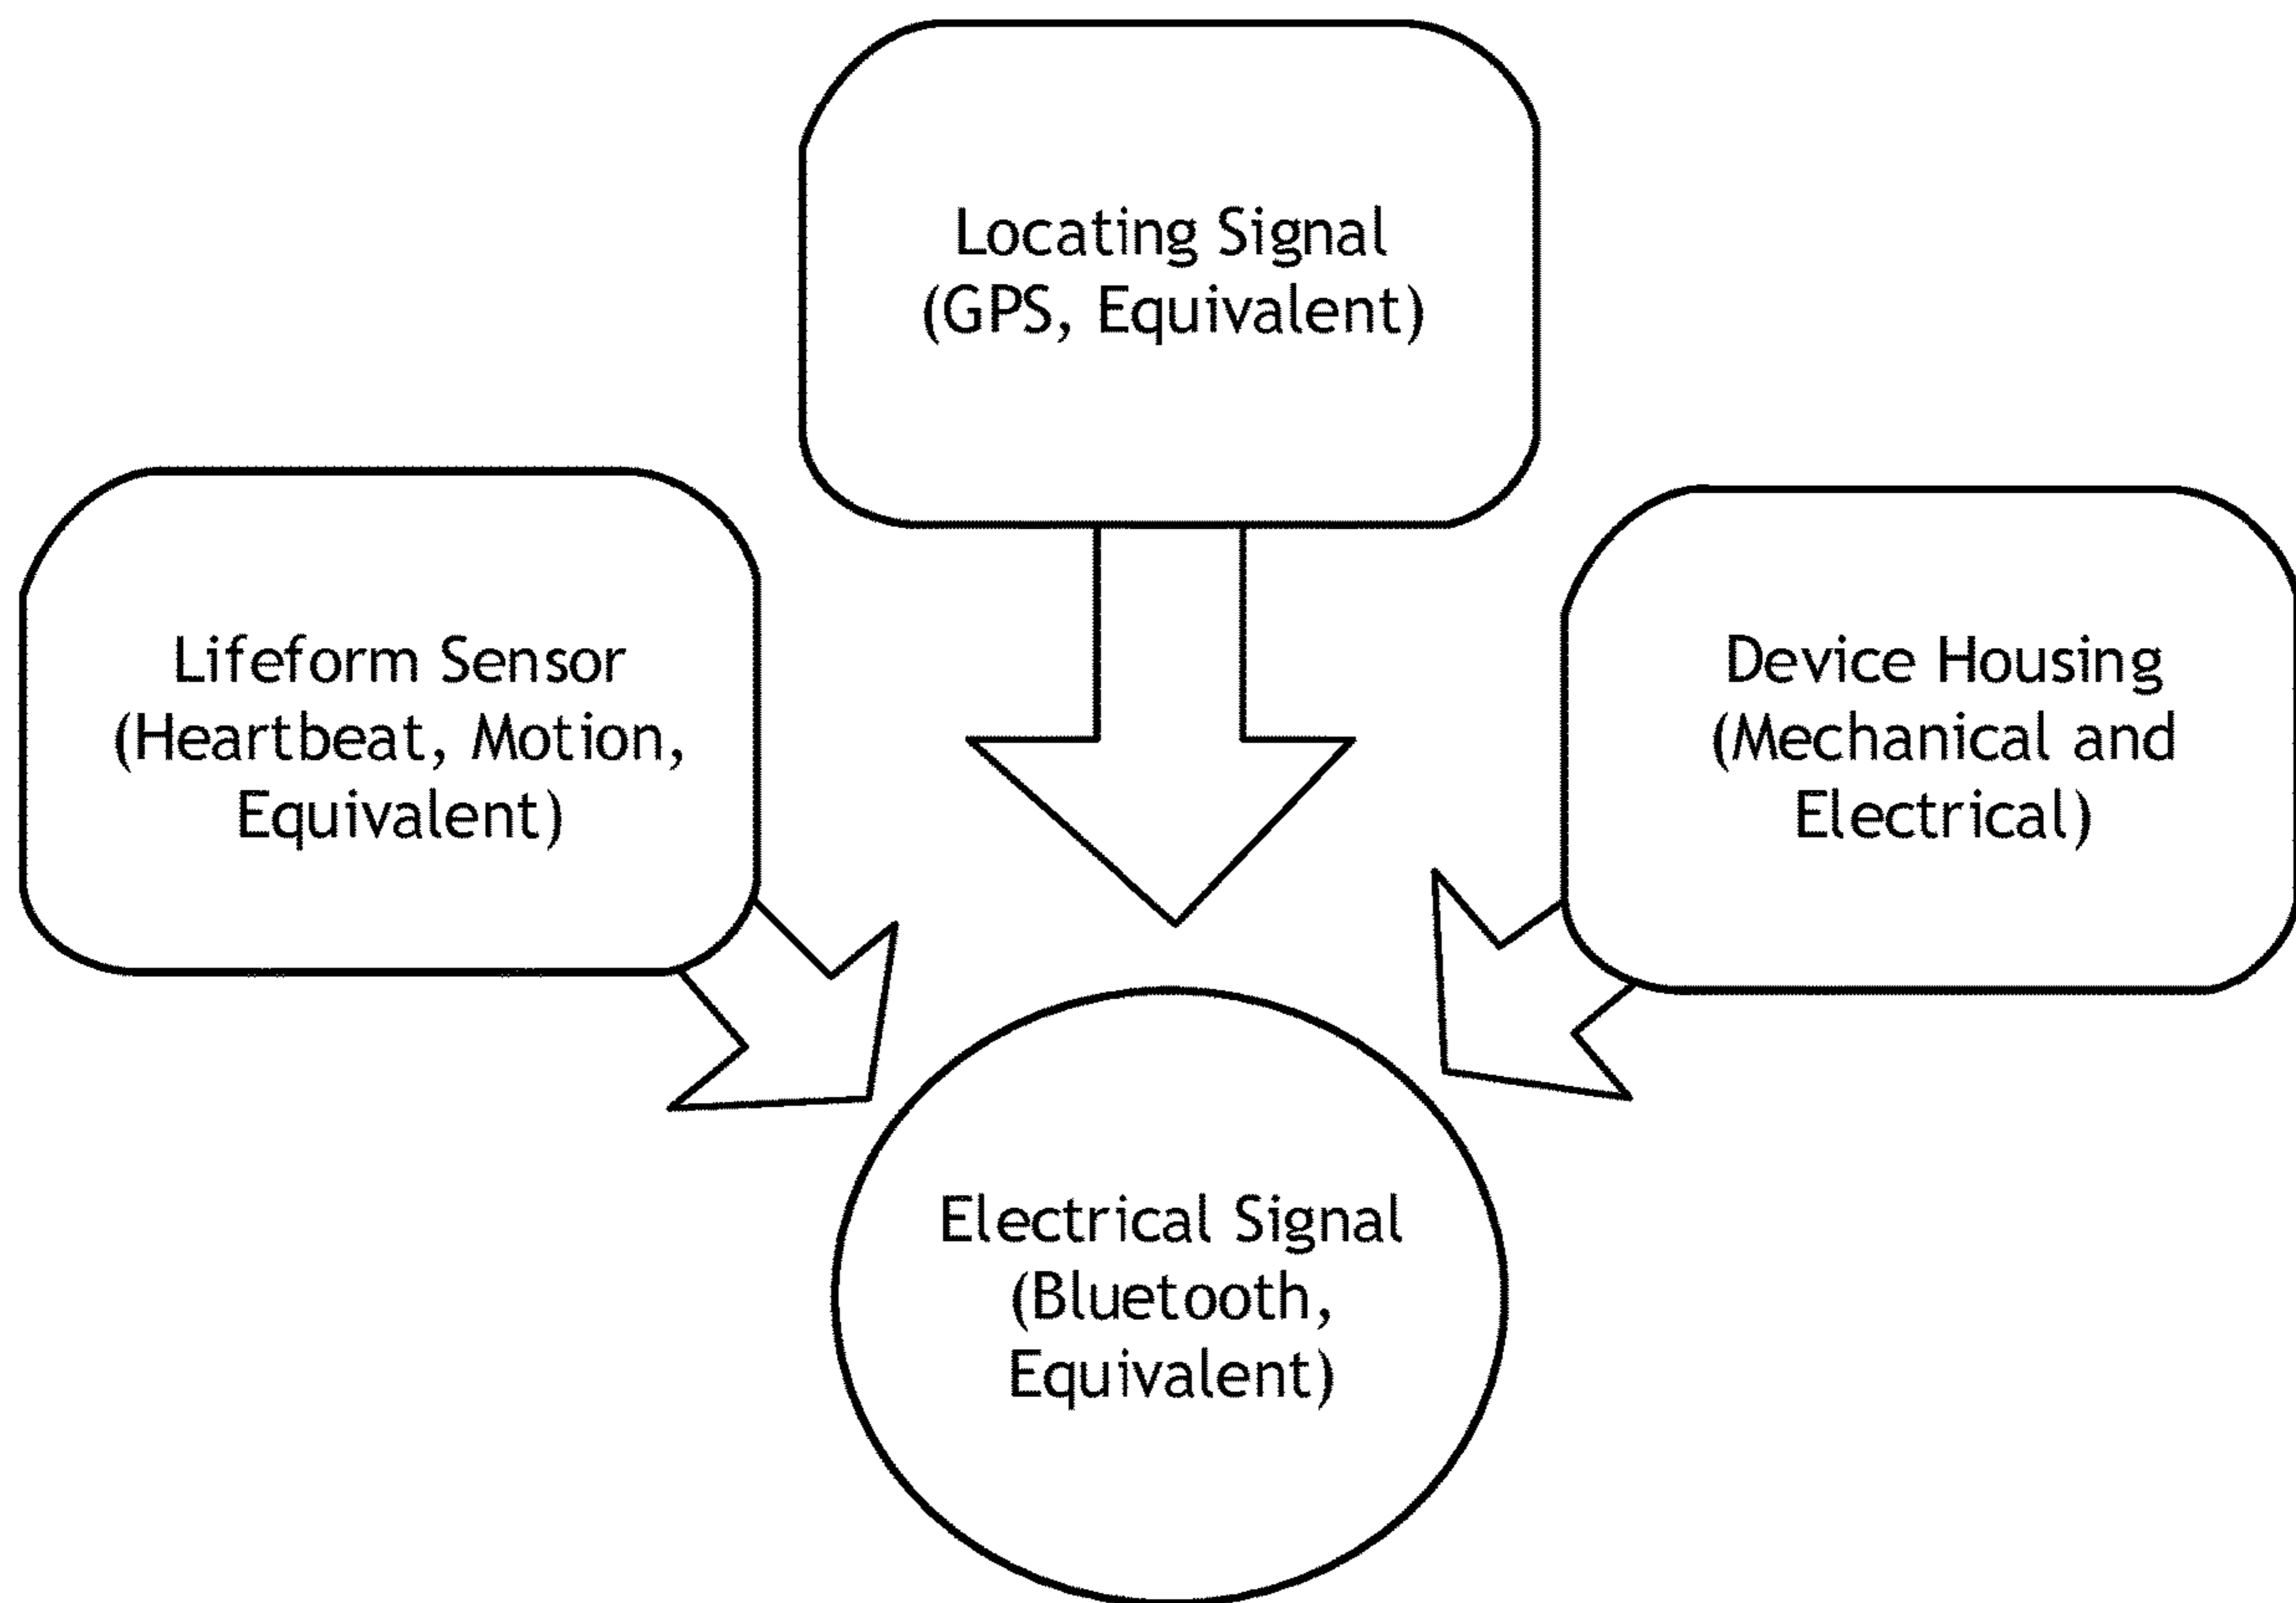 Locating Signal
(GPS, Equivalent)
Lifeform Sensor
(Heartbeat, Motion,
Equivalent)
Device Housing
(Mechanical and
Electrical)
Electrical Signal
(Bluetooth,
Equivalent)